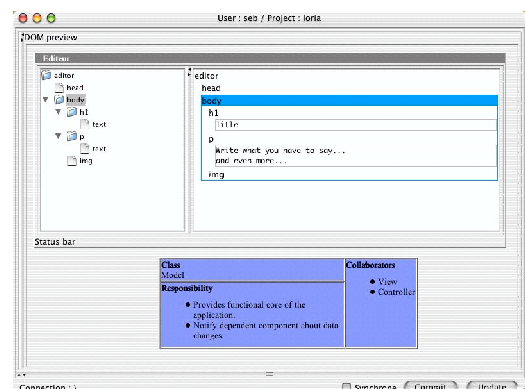 User : seb / Project : loria
DOM preview
Editeur
editor
head
body
h1
text
p
text
img
editor
head
body
h1
Title
p
Write what you have to say...
and even more...
img
Status bar
Class
Model
Responsibility
Provides functional core of the
application.
Notify dependent component about data
changes.
Collaborators
View
Controller
Connection : )
Synchrone
Commit
Update